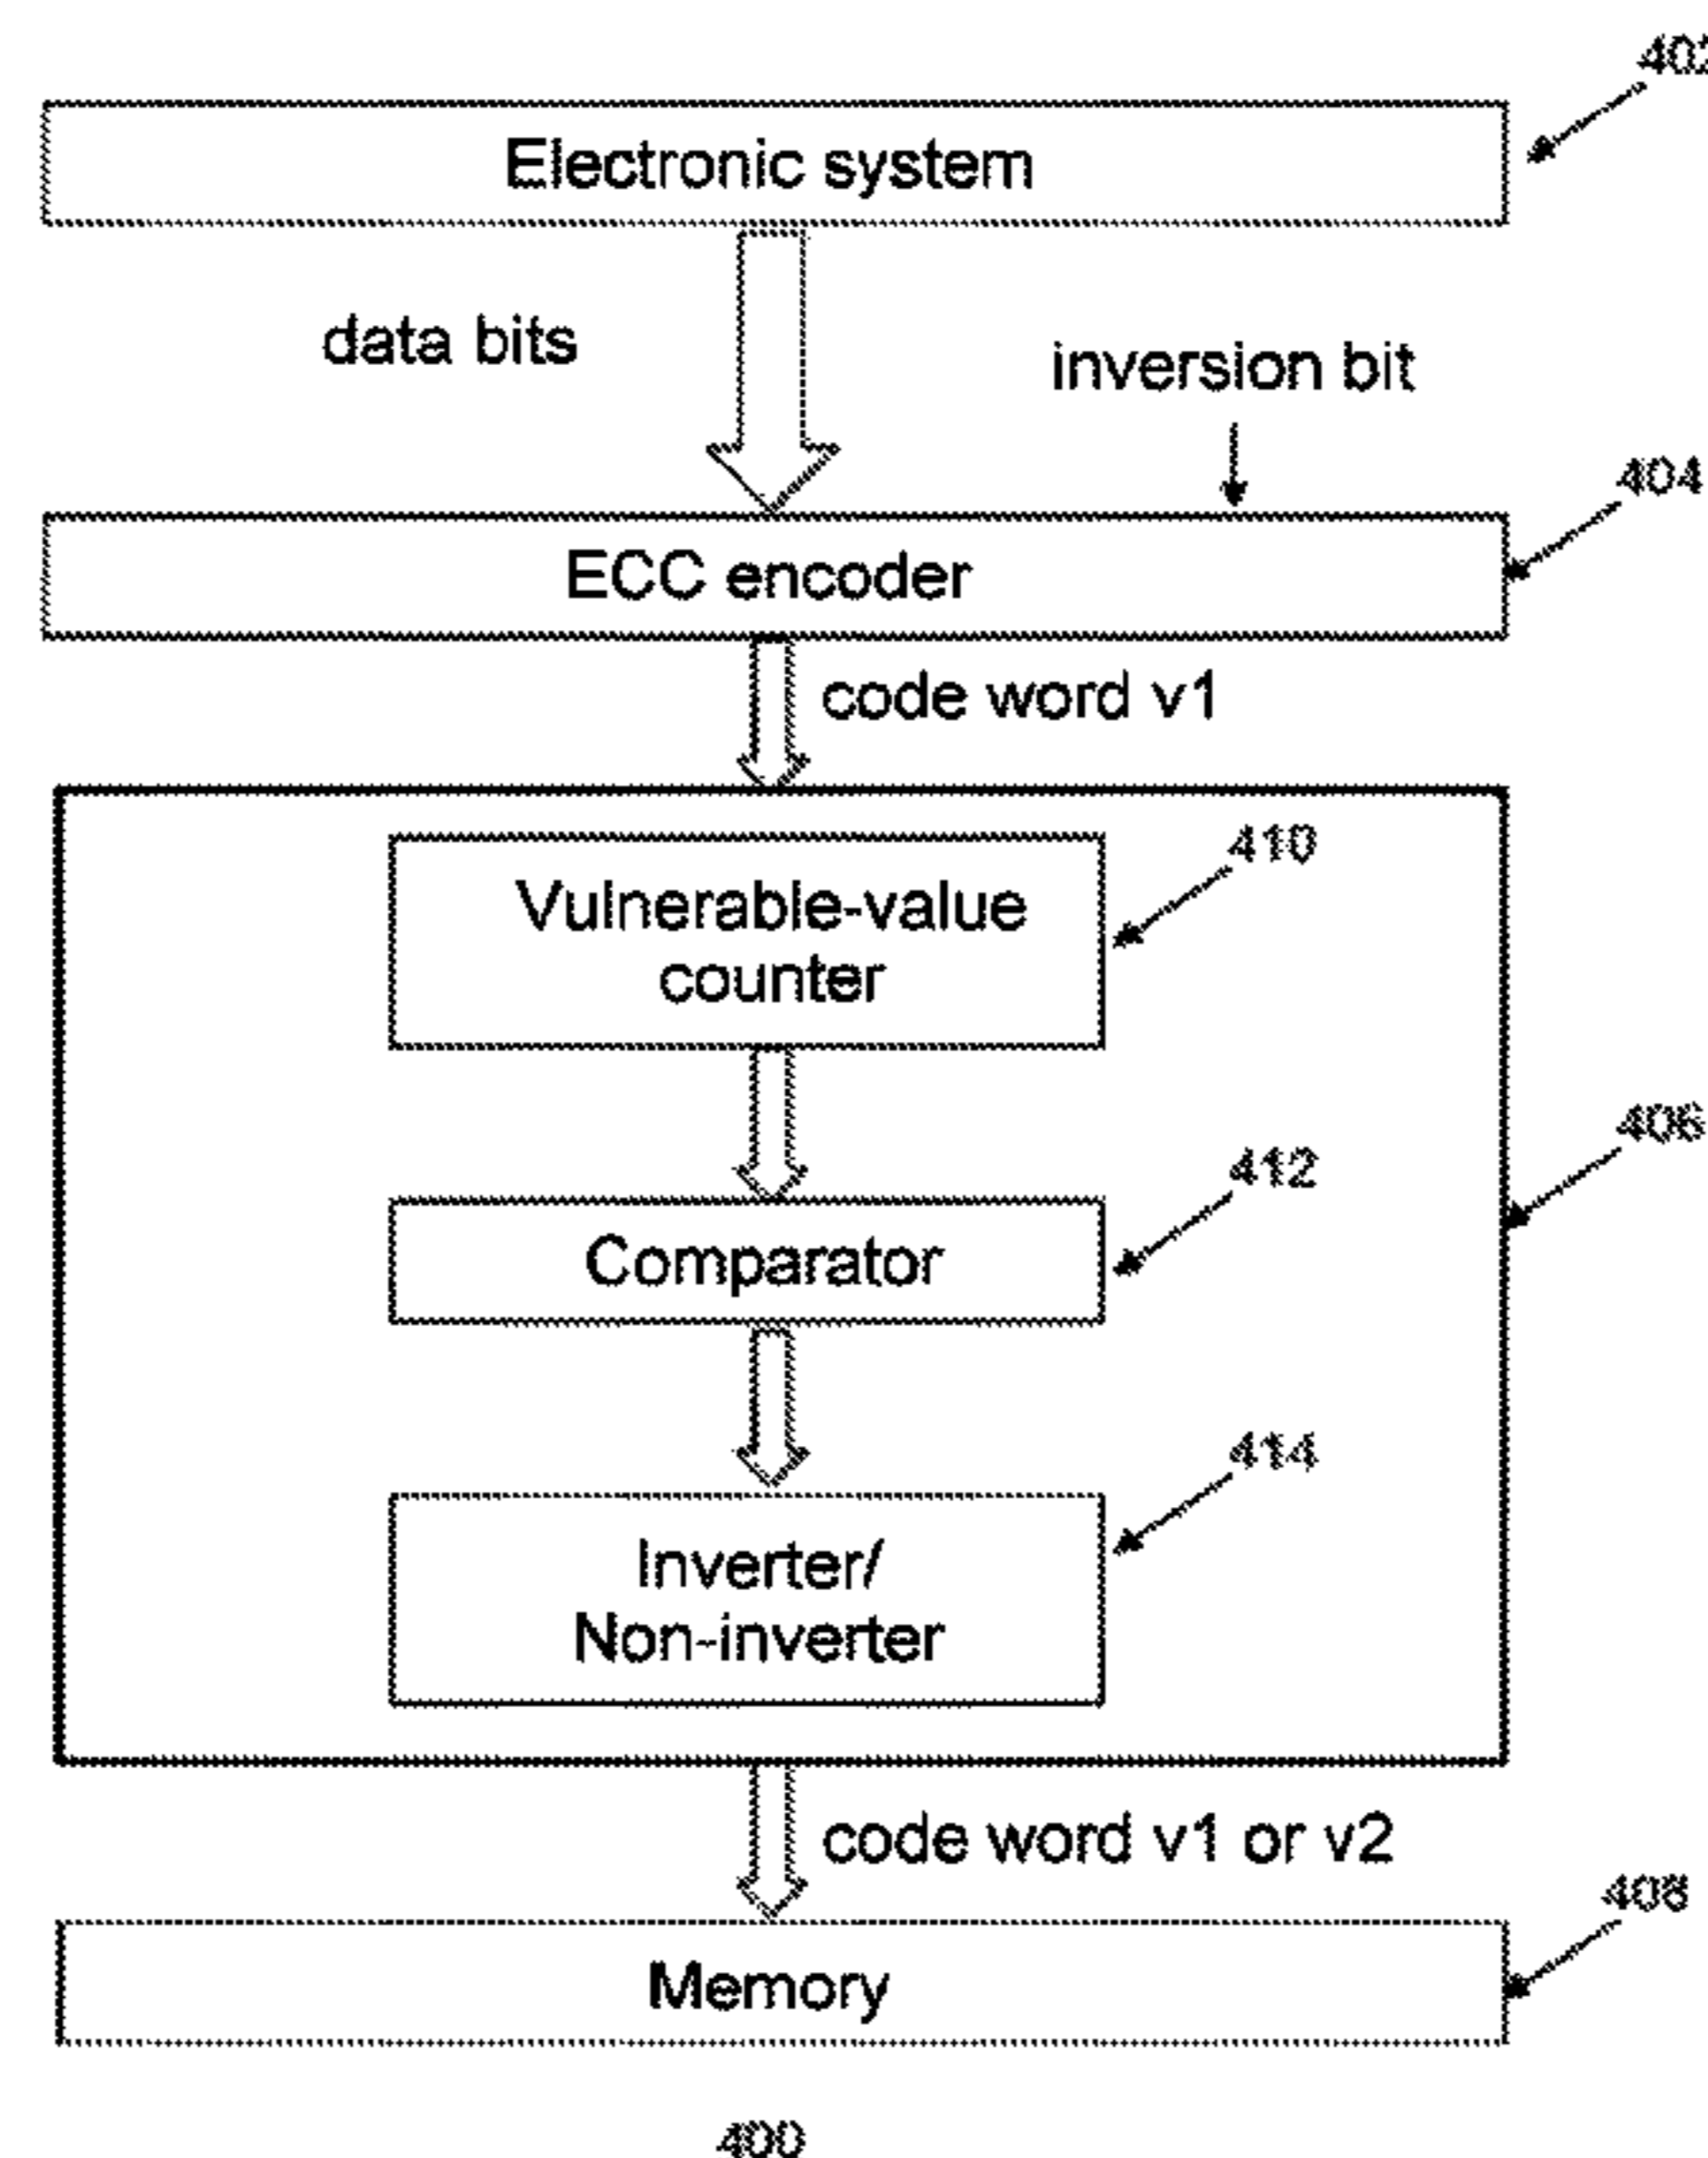 402
Electronic system
data bits
inversion bit
404
ECC encoder
code word v1
410
Vulnerable-value
counter
406
412
Comparator
414
Inverter/
Non-inverter
code word v1 or v2
408
Memory
400